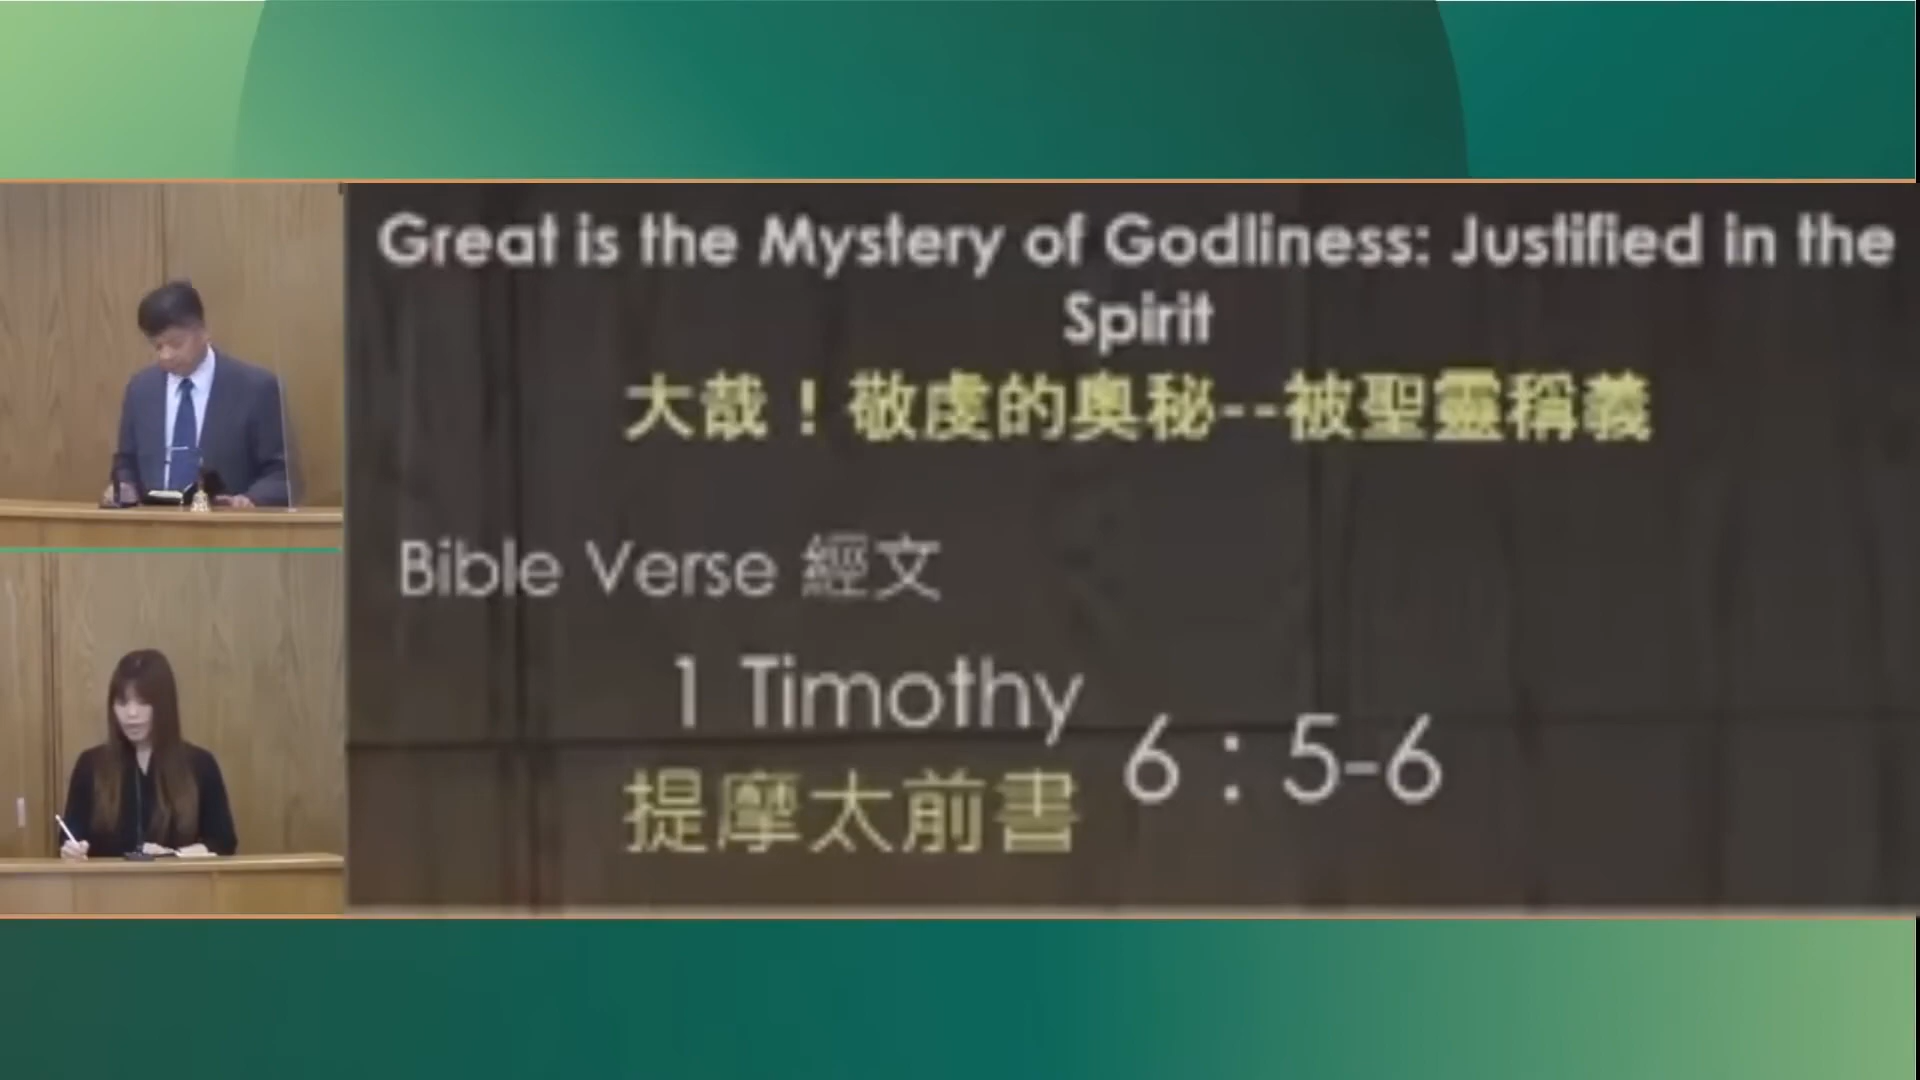 Great is the Mystery of Godliness: Justified in the
Spirit
大哉！敬虔的奧秘--被聖靈稱義
Bible Verse 經文
1 Timothy
6 : 5-6
提摩太前書